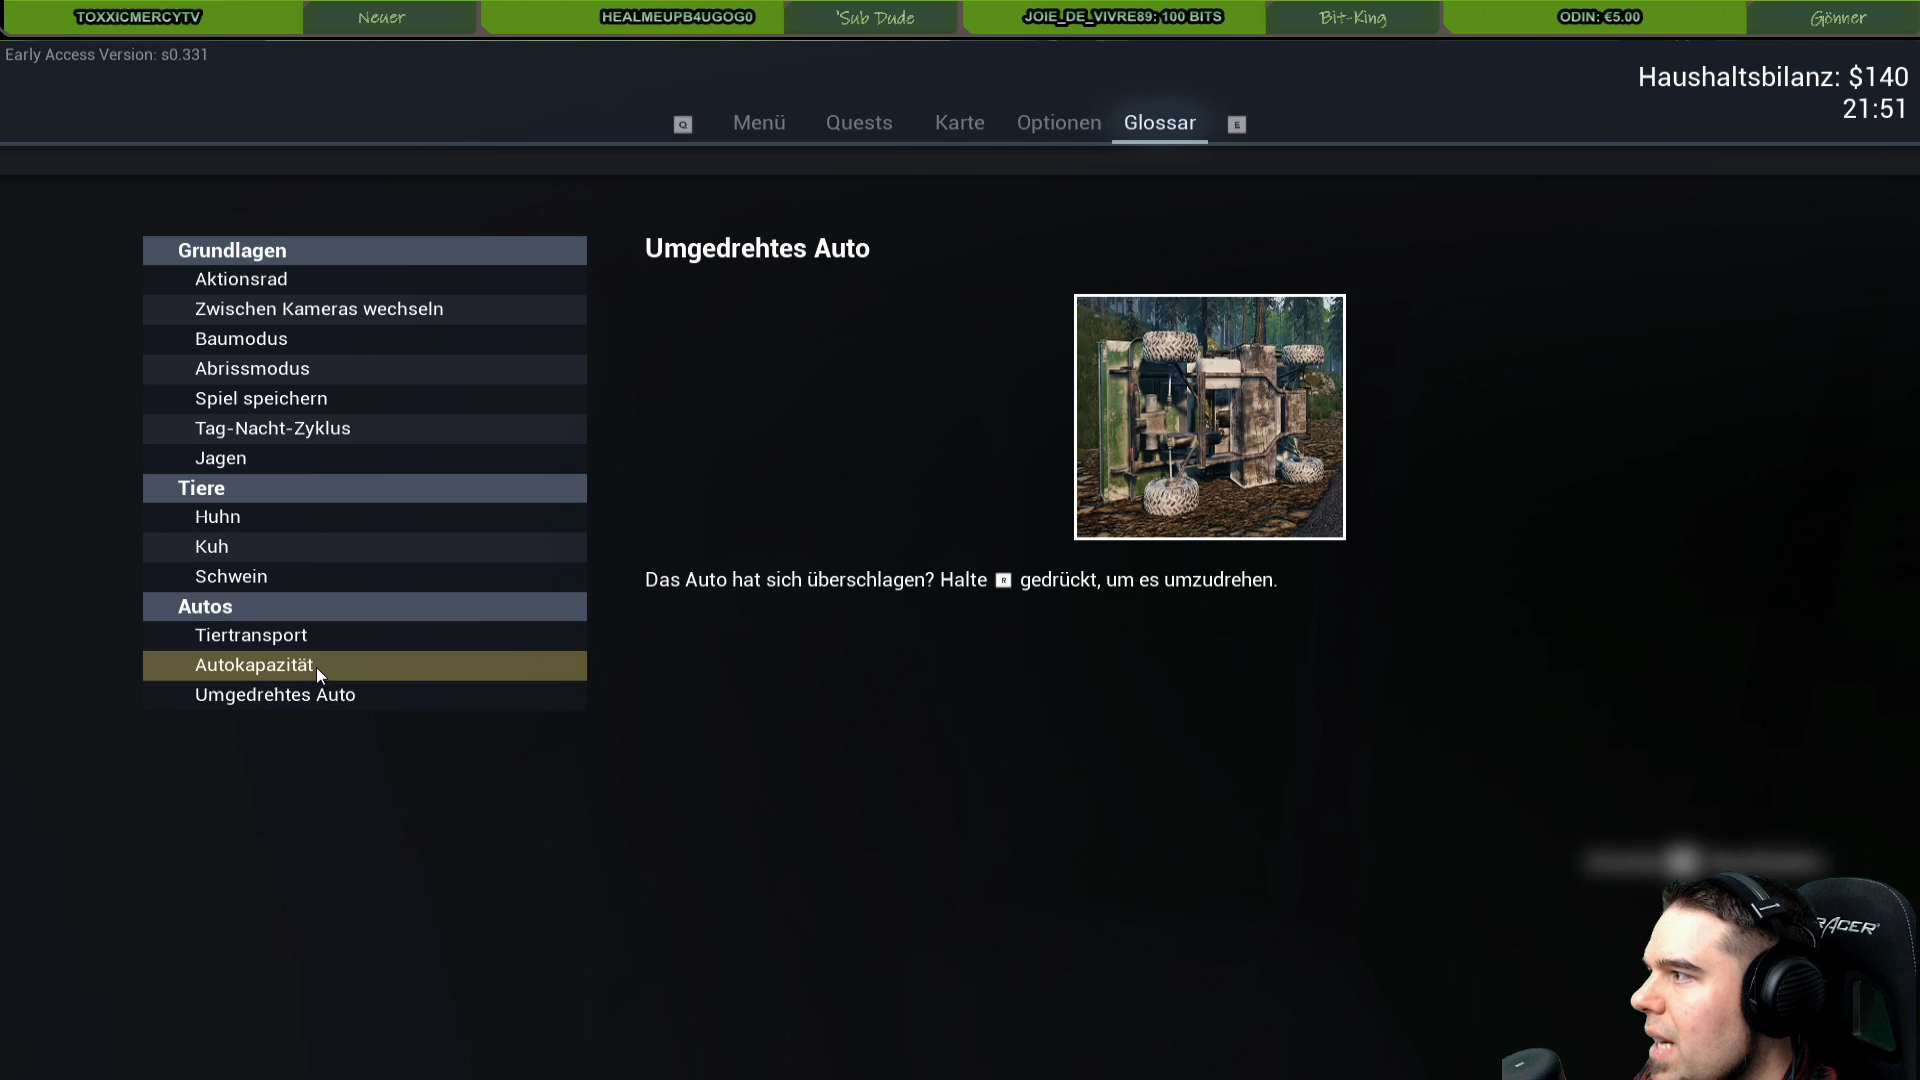 TOXXICMERCYTV Neuer HEALMEUPB4UGOG0 'Sub Dude JOIE_DE_VIVRE89: 100 BITS Bit-King ODIN: €5.00 Gönner
Early Access Version: s0.331
Haushaltsbilanz: $140
21:51
Q Menü Quests Karte Optionen Glossar E
Grundlagen
Aktionsrad
Zwischen Kameras wechseln
Baumodus
Abrissmodus
Spiel speichern
Tag-Nacht-Zyklus
Jagen
Tiere
Huhn
Kuh
Schwein
Autos
Tiertransport
Autokapazität
Umgedrehtes Auto
Umgedrehtes Auto
Das Auto hat sich überschlagen? Halte R gedrückt, um es umzudrehen.